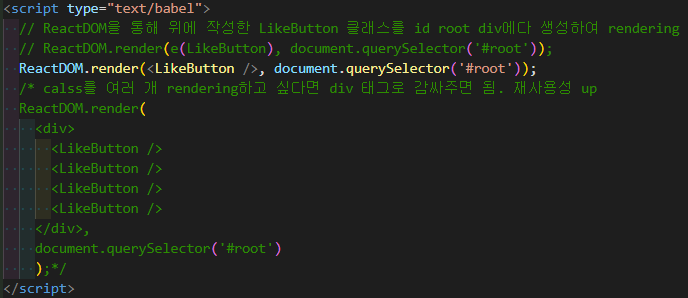 <script type="text/babel">
// ReactDOM을 통해 위에 작성한 LikeButton 클래스를 id root div에다 생성하여 rendering
// ReactDOM.render(e(LikeButton), document.querySelector('#root'));
ReactDOM.render(<LikeButton />, document.querySelector('#root'));
/* calss를 여러 개 rendering하고 싶다면 div 태그로 감싸주면 됨. 재사용성 up
ReactDOM.render(
<div>
<LikeButton />
<LikeButton />
<LikeButton />
<LikeButton />
</div>,
document.querySelector('#root')
);*/
</script>